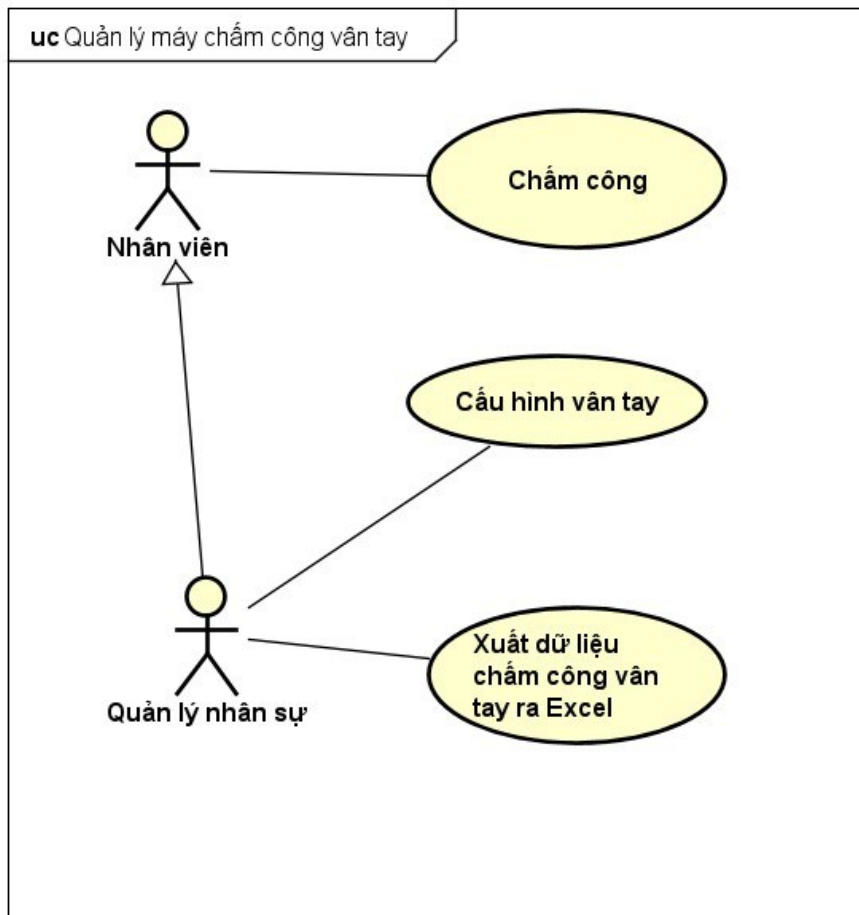 uc Quản lý máy chấm công vân tay
Nhân viên
Chấm công
Cấu hình vân tay
Quản lý nhân sự
Xuất dữ liệu
chấm công vân
tay ra Excel